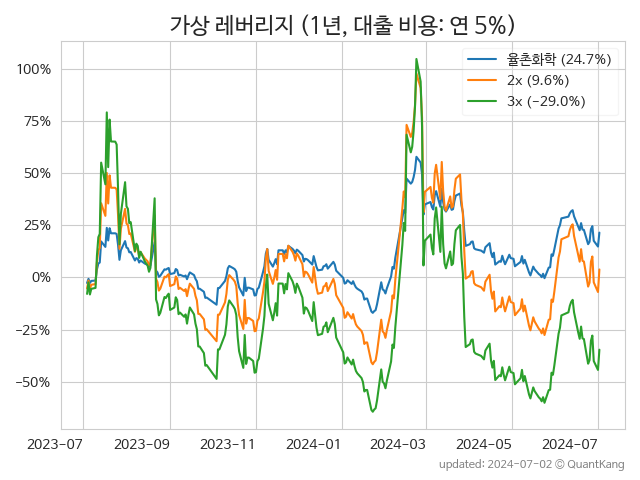 가상 레버리지 (1년, 대출 비용: 연 5%)
율촌화학 (24.7%)
2x (9.6%)
3x (−29.0%)
100%
75%
50%
25%
0%
−25%
−50%
2023-07
2023-09
2023-11
2024-01
2024-03
2024-05
2024-07
updated: 2024-07-02 ⓒ QuantKang